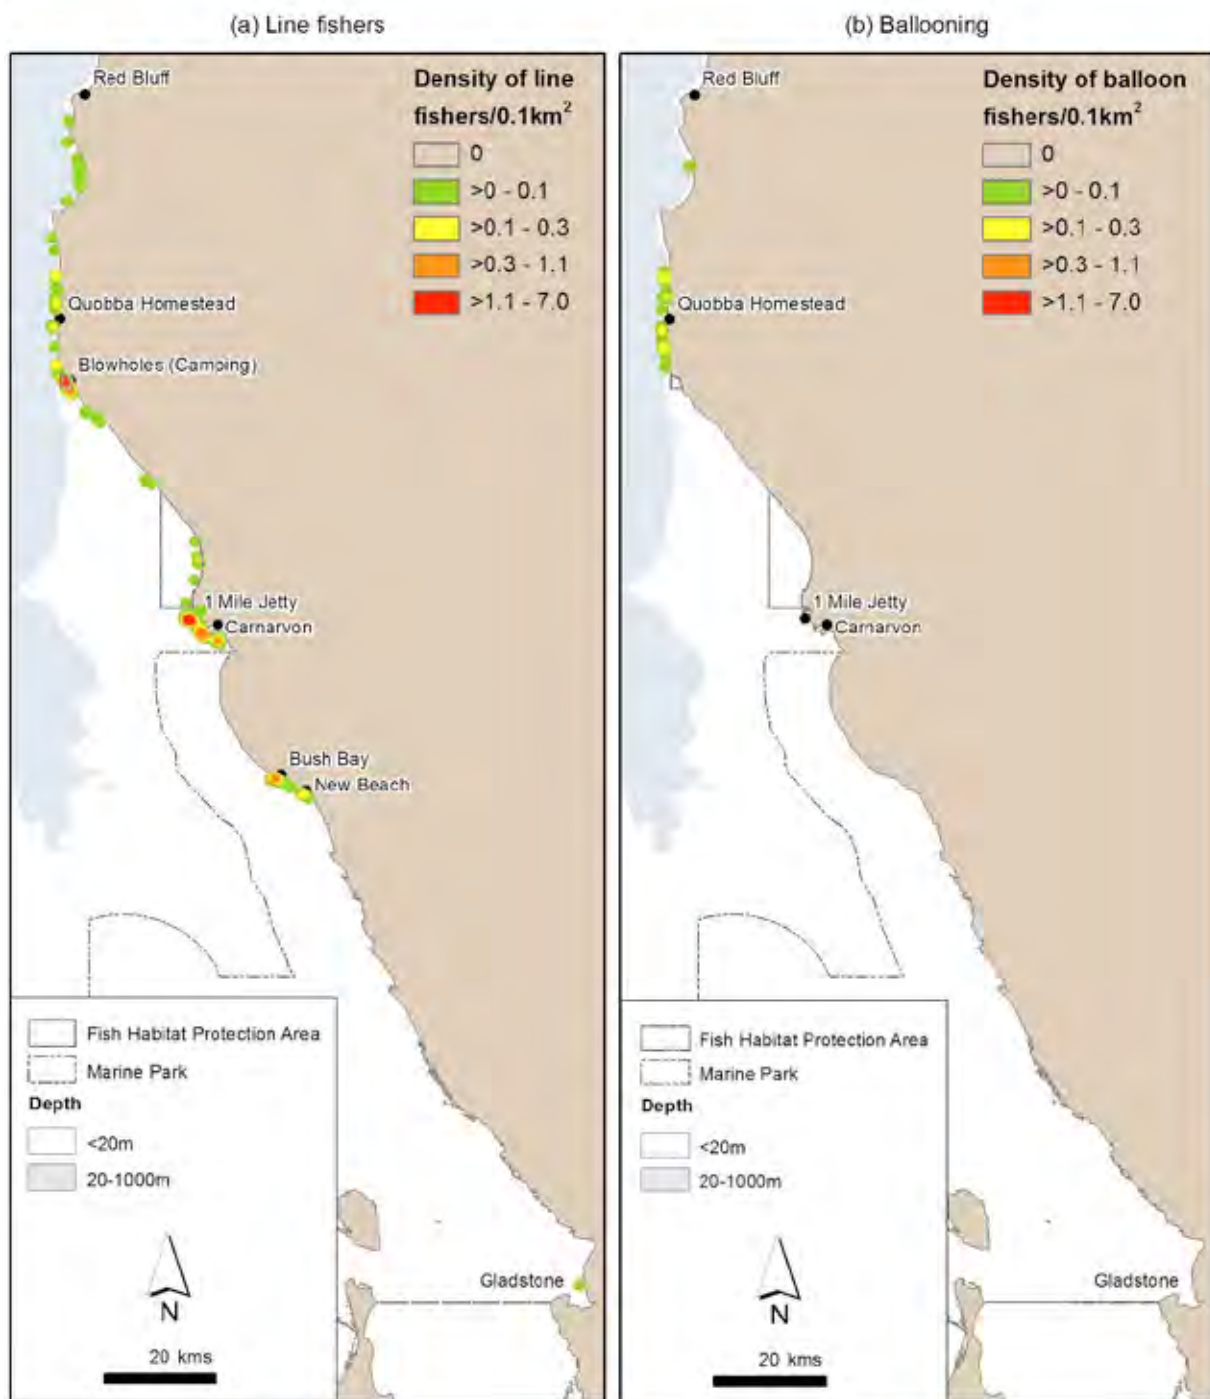 (a) Line fishers
Red Bluff
Density of line
fishers/0.1km²
0
>0 - 0.1
>0.1 - 0.3
>0.3 - 1.1
>1.1 - 7.0
Quobba Homestead
Blowholes (Camping)
1 Mile Jetty
Carnarvon
Bush Bay
New Beach
Fish Habitat Protection Area
Marine Park
Depth
<20m
20-1000m
N
20 kms
Gladstone
(b) Ballooning
Red Bluff
Density of balloon
fishers/0.1km²
0
>0 - 0.1
>0.1 - 0.3
>0.3 - 1.1
>1.1 - 7.0
Quobba Homestead
1 Mile Jetty
Carnarvon
Fish Habitat Protection Area
Marine Park
Depth
<20m
20-1000m
N
20 kms
Gladstone